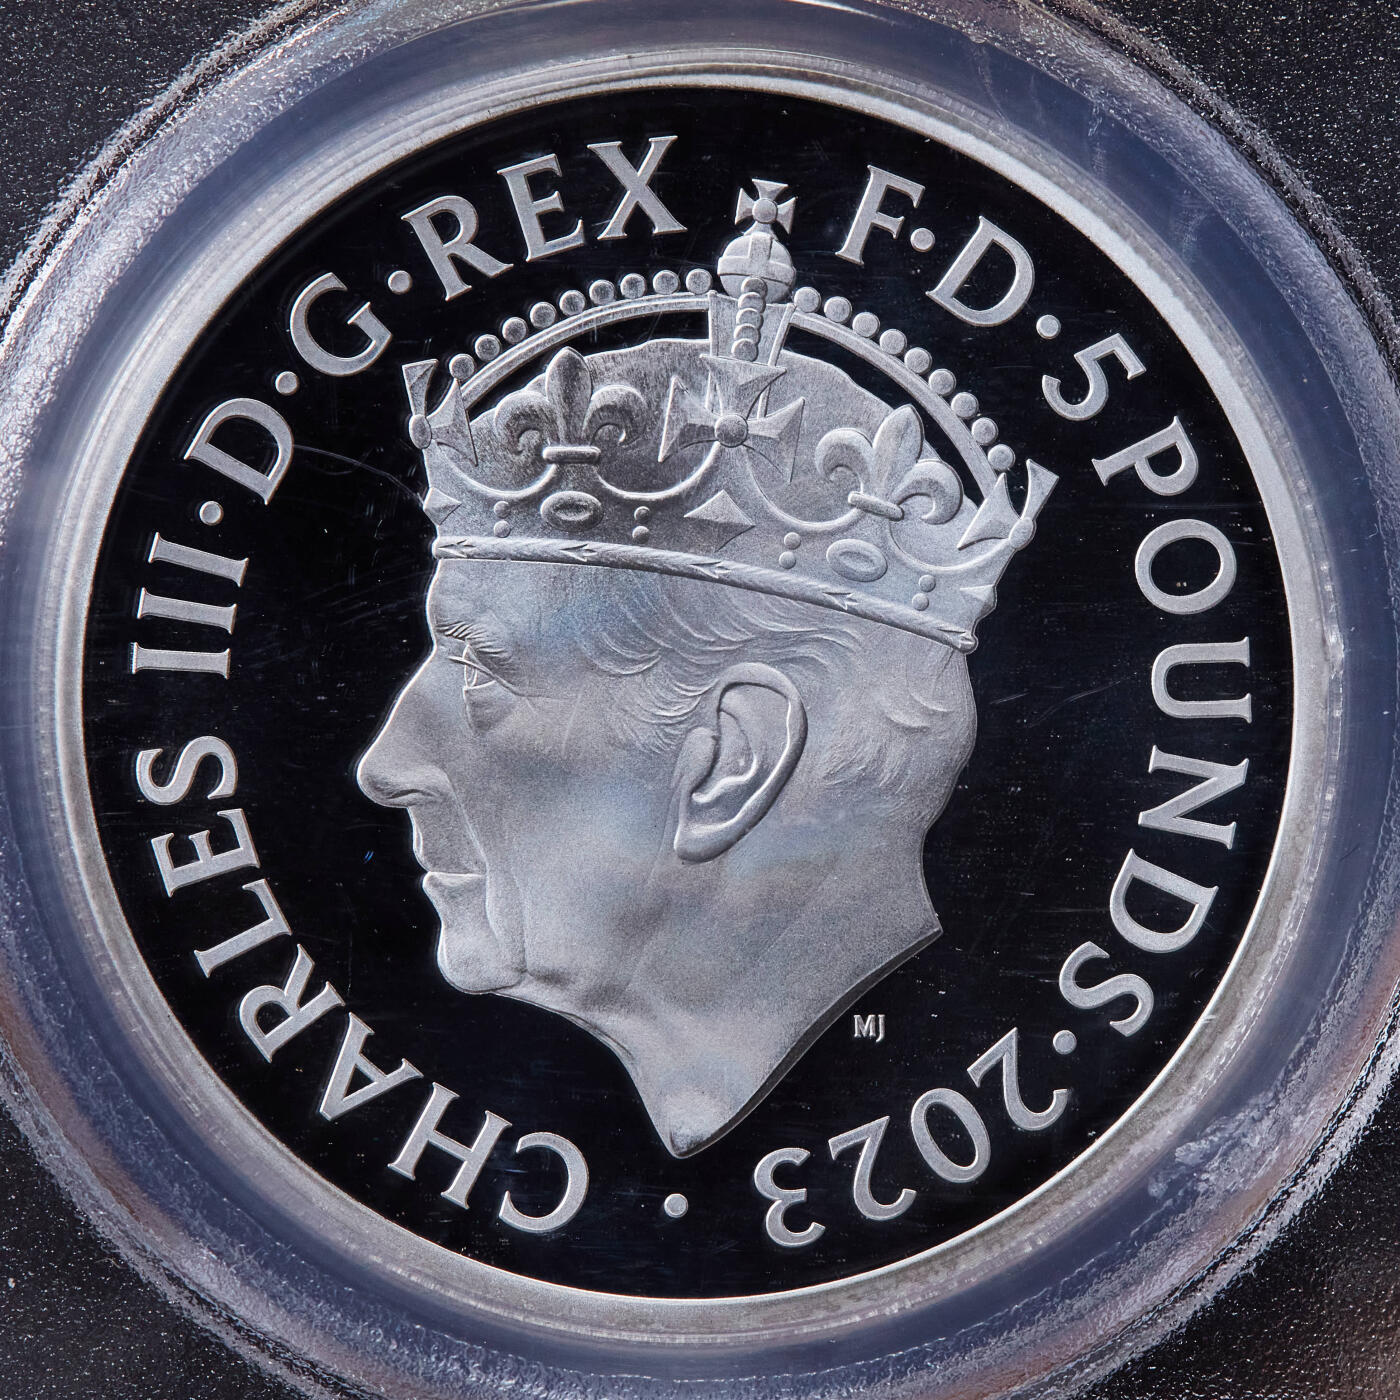 CHARLES III·D·G·REX F·D·5 POUNDS·2023·
MJ